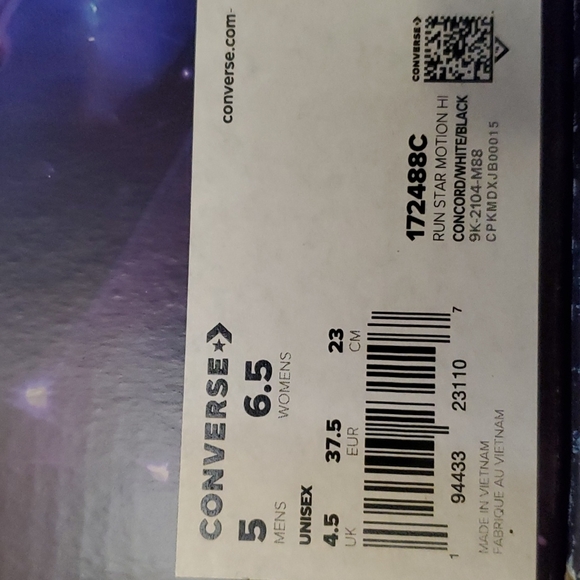 CONVERSE
converse.com
5 6.5
MENS WOMENS
UNISEX
4.5 37.5 23
UK EUR CM
1 94433 23110 7
MADE IN VIETNAM
FABRIQUE AU VIETNAM
CONVERSE
172488C
RUN STAR MOTION HI
CONCORD/WHITE/BLACK
9K-2104-M88
CPKMDXJB00015